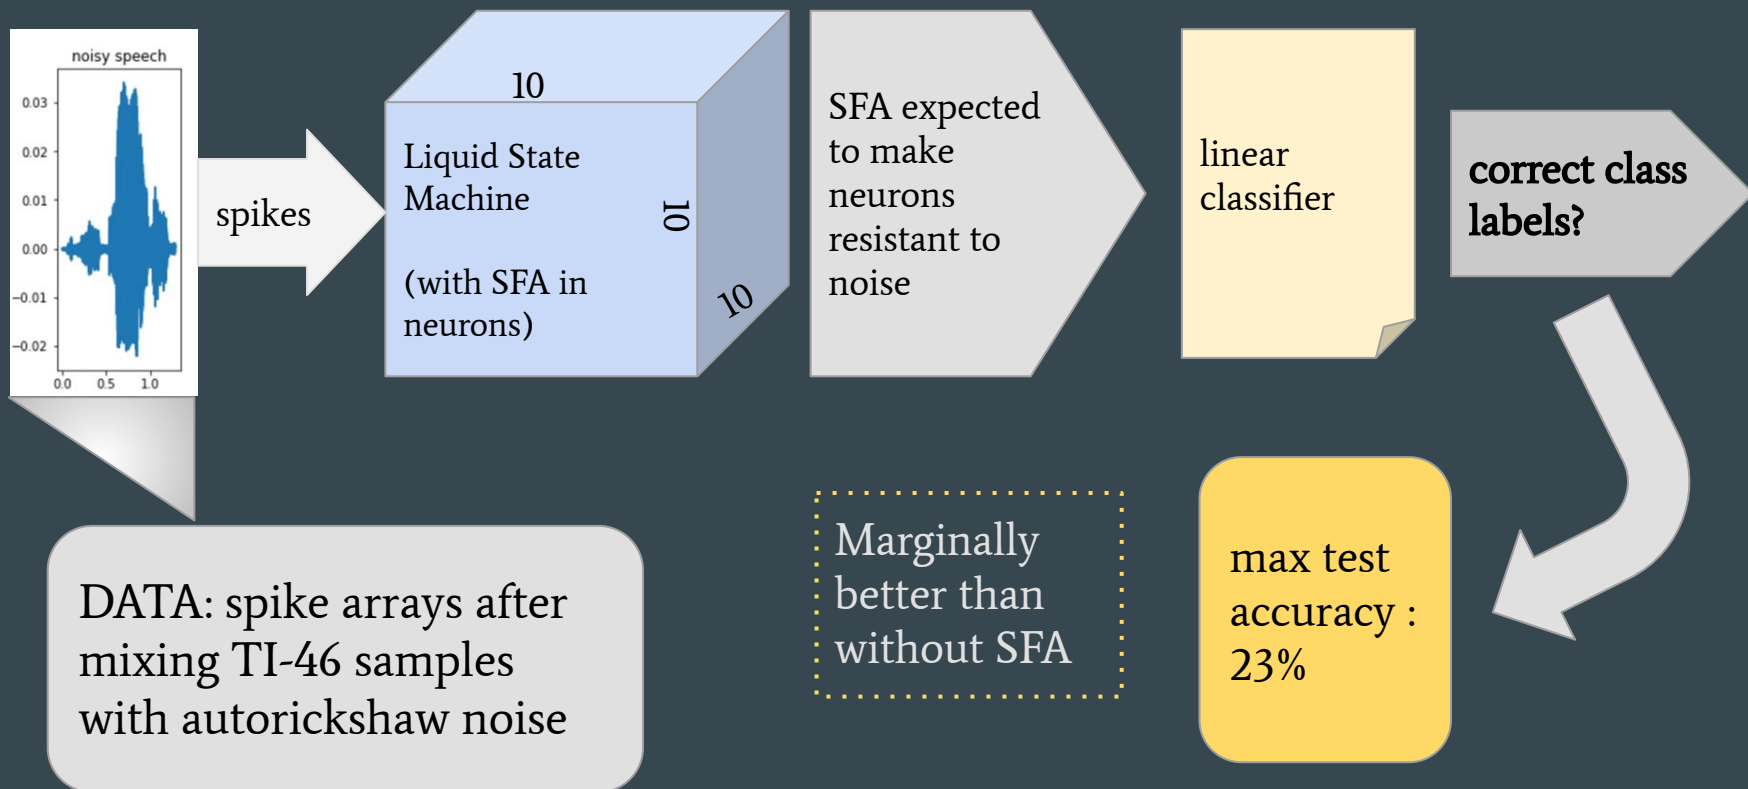 noisy speech
0.03
0.02
0.01
0.00
−0.01
−0.02
0.0 0.5 1.0
spikes
10
Liquid State
Machine
(with SFA in
neurons)
10
10
SFA expected
to make
neurons
resistant to
noise
linear
classifier
correct class
labels?
DATA: spike arrays after
mixing TI-46 samples
with autorickshaw noise
Marginally
better than
without SFA
max test
accuracy :
23%